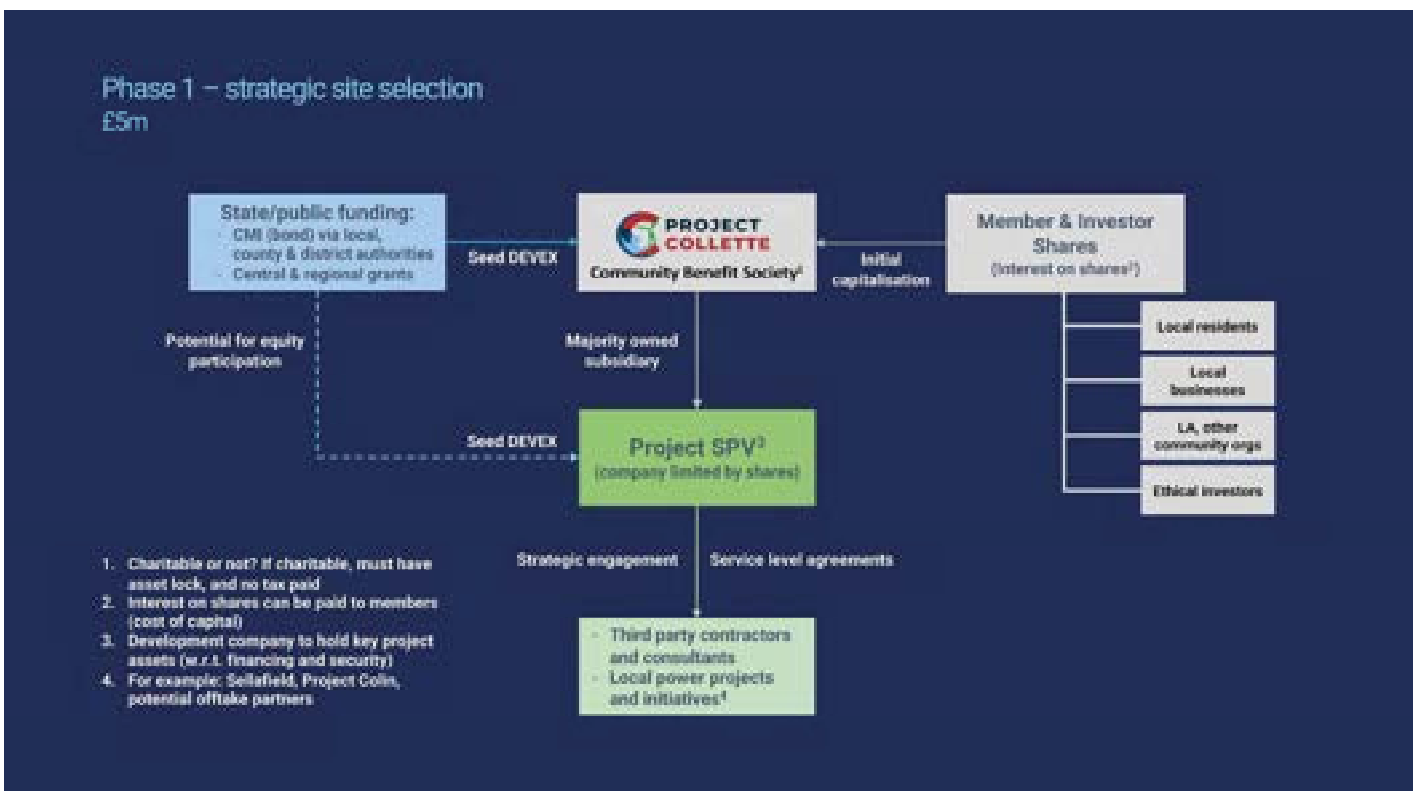 Phase 1 – strategic site selection
£5m
State/public funding:
- CMI (bond) via local,
county & district authorities
- Central & regional grants
Seed DEVEX
PROJECT
COLLETTE
Community Benefit Society¹
Initial
capitalisation
Member & Investor
Shares
(Interest on shares²)
Local residents
Local
businesses
LA, other
community orgs
Ethical investors
Potential for equity
participation
Majority owned
subsidiary
Seed DEVEX
Project SPV³
(company limited by shares)
Strategic engagement
Service level agreements
- Third party contractors
and consultants
- Local power projects
and initiatives⁴
1. Charitable or not? If charitable, must have
asset lock, and no tax paid
2. Interest on shares can be paid to members
(cost of capital)
3. Development company to hold key project
assets (w.r.t. financing and security)
4. For example: Sellafield, Project Colin,
potential offtake partners